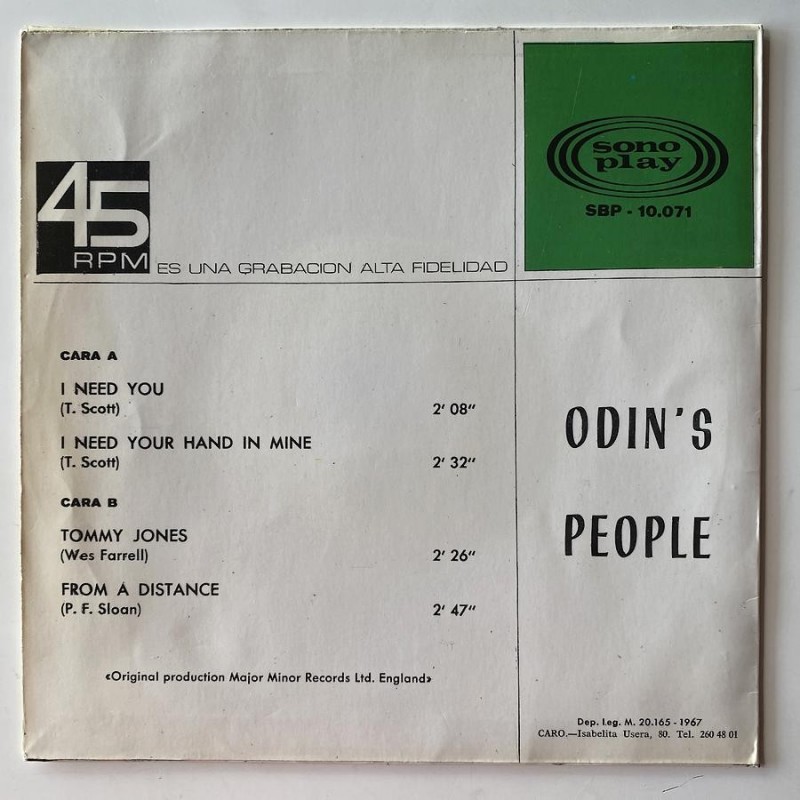 sono
play
SBP - 10.071
45
RPM
ES UNA GRABACION ALTA FIDELIDAD
CARA A
I NEED YOU
(T. Scott) 2' 08"
I NEED YOUR HAND IN MINE
(T. Scott) 2' 32"
CARA B
TOMMY JONES
(Wes Farrell) 2' 26"
FROM A DISTANCE
(P. F. Sloan) 2' 47"
«Original production Major Minor Records Ltd. England»
ODIN'S
PEOPLE
Dep. Leg. M. 20.165 - 1967
CARO.—Isabelita Usera, 80. Tel. 260 48 01